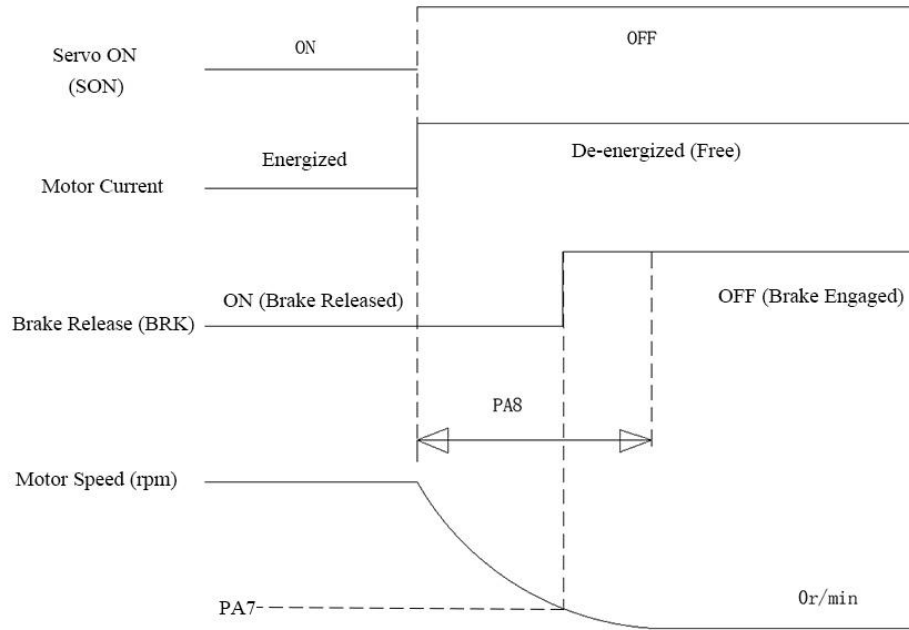 ON
OFF
Servo ON
(SON)
Energized
De-energized (Free)
Motor Current
ON (Brake Released)
OFF (Brake Engaged)
Brake Release (BRK)
PA8
Motor Speed (rpm)
0r/min
PA7